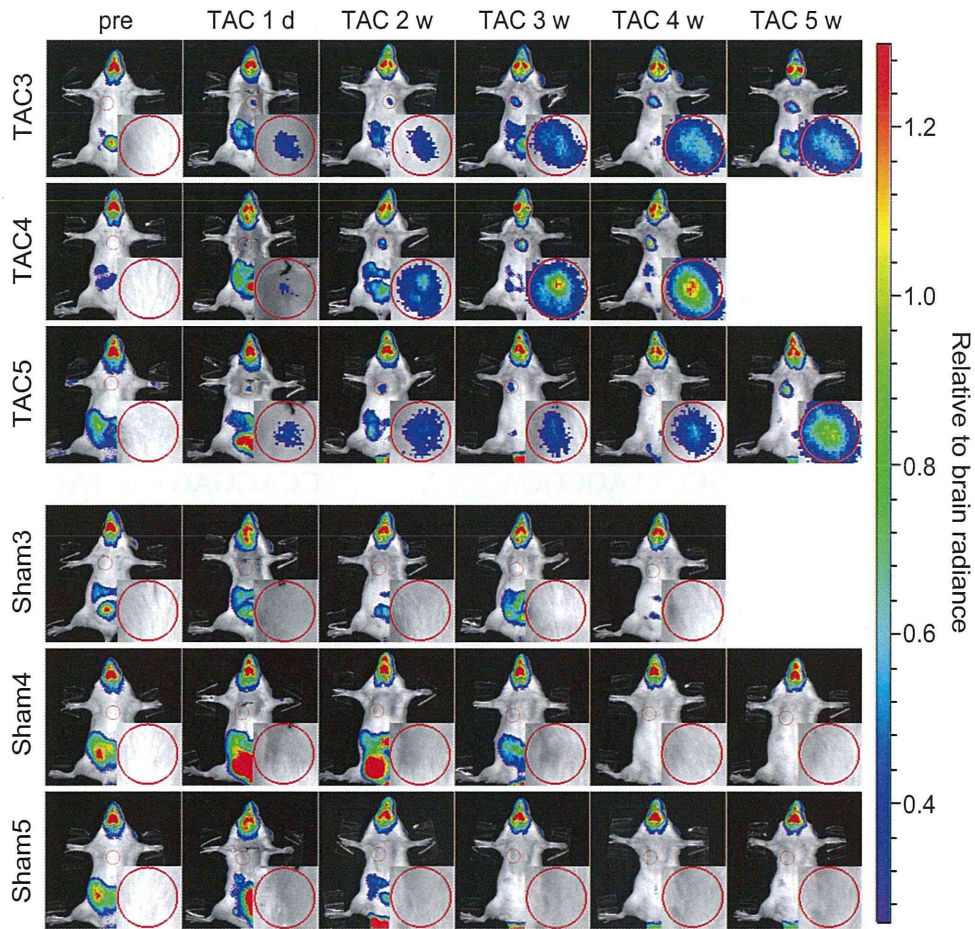 pre TAC 1 d TAC 2 w TAC 3 w TAC 4 w TAC 5 w
TAC3
TAC4
TAC5
Sham3
Sham4
Sham5
1.2
1.0
0.8
0.6
0.4
Relative to brain radiance